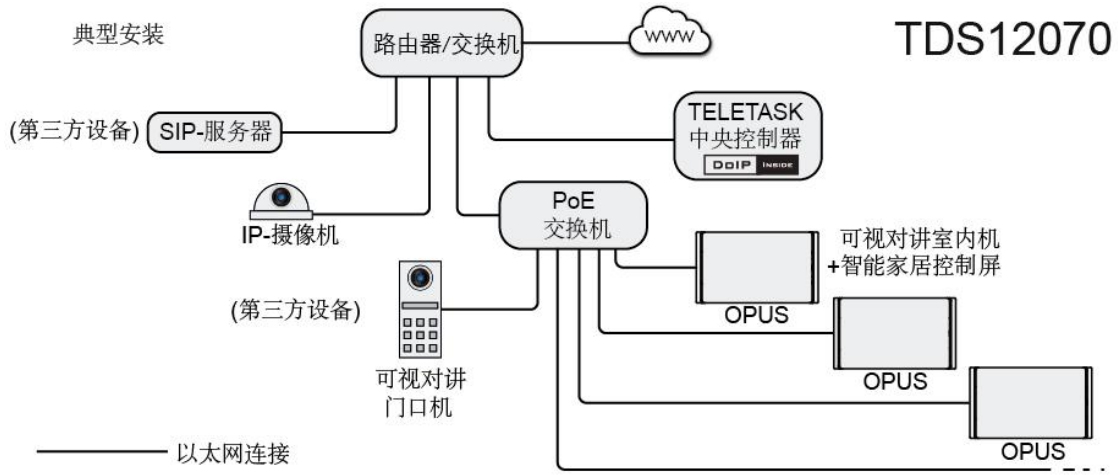 典型安装
路由器/交换机
www
TDS12070
(第三方设备)
SIP-服务器
TELETASK
中央控制器
DoIP INSIDE
IP-摄像机
PoE
交换机
可视对讲室内机
+智能家居控制屏
OPUS
(第三方设备)
OPUS
可视对讲
门口机
OPUS
以太网连接